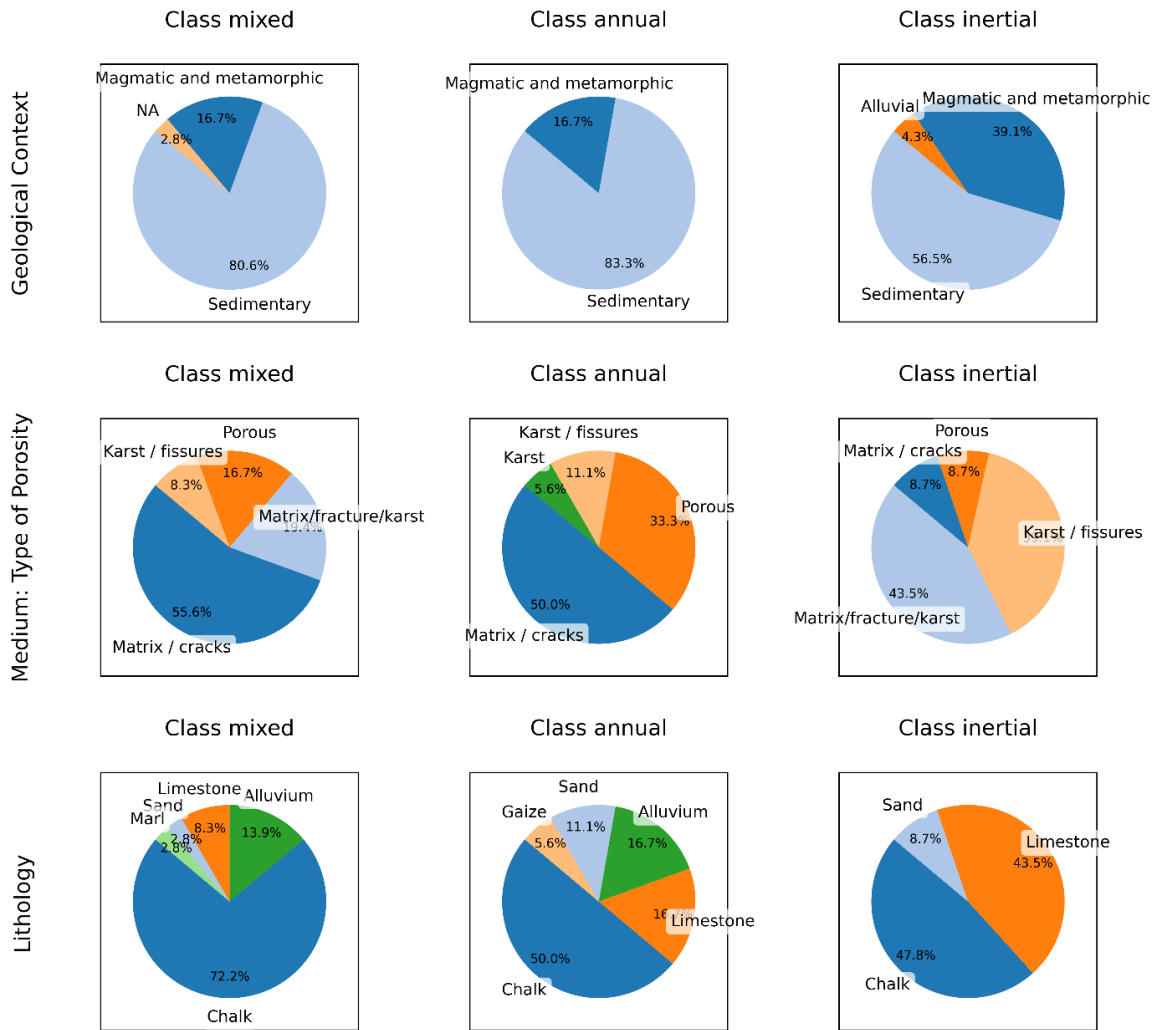 Class mixed
Class annual
Class inertial
Geological Context
Magmatic and metamorphic
NA
16.7%
2.8%
80.6%
Sedimentary
Magmatic and metamorphic
16.7%
83.3%
Sedimentary
Alluvial
Magmatic and metamorphic
4.3%
39.1%
56.5%
Sedimentary
Class mixed
Class annual
Class inertial
Medium: Type of Porosity
Porous
Karst / fissures
16.7%
8.3%
Matrix/fracture/karst
19.4%
55.6%
Matrix / cracks
Karst / fissures
Karst
11.1%
5.6%
Porous
33.3%
50.0%
Matrix / cracks
Porous
Matrix / cracks
8.7%
8.7%
Karst / fissures
43.5%
Matrix/fracture/karst
Class mixed
Class annual
Class inertial
Lithology
Limestone
Alluvium
Sand
Marl
8.3%
13.9%
2.8%
2.8%
72.2%
Chalk
Sand
Gaize
Alluvium
11.1%
16.7%
5.6%
Limestone
50.0%
Chalk
Sand
8.7%
Limestone
43.5%
47.8%
Chalk